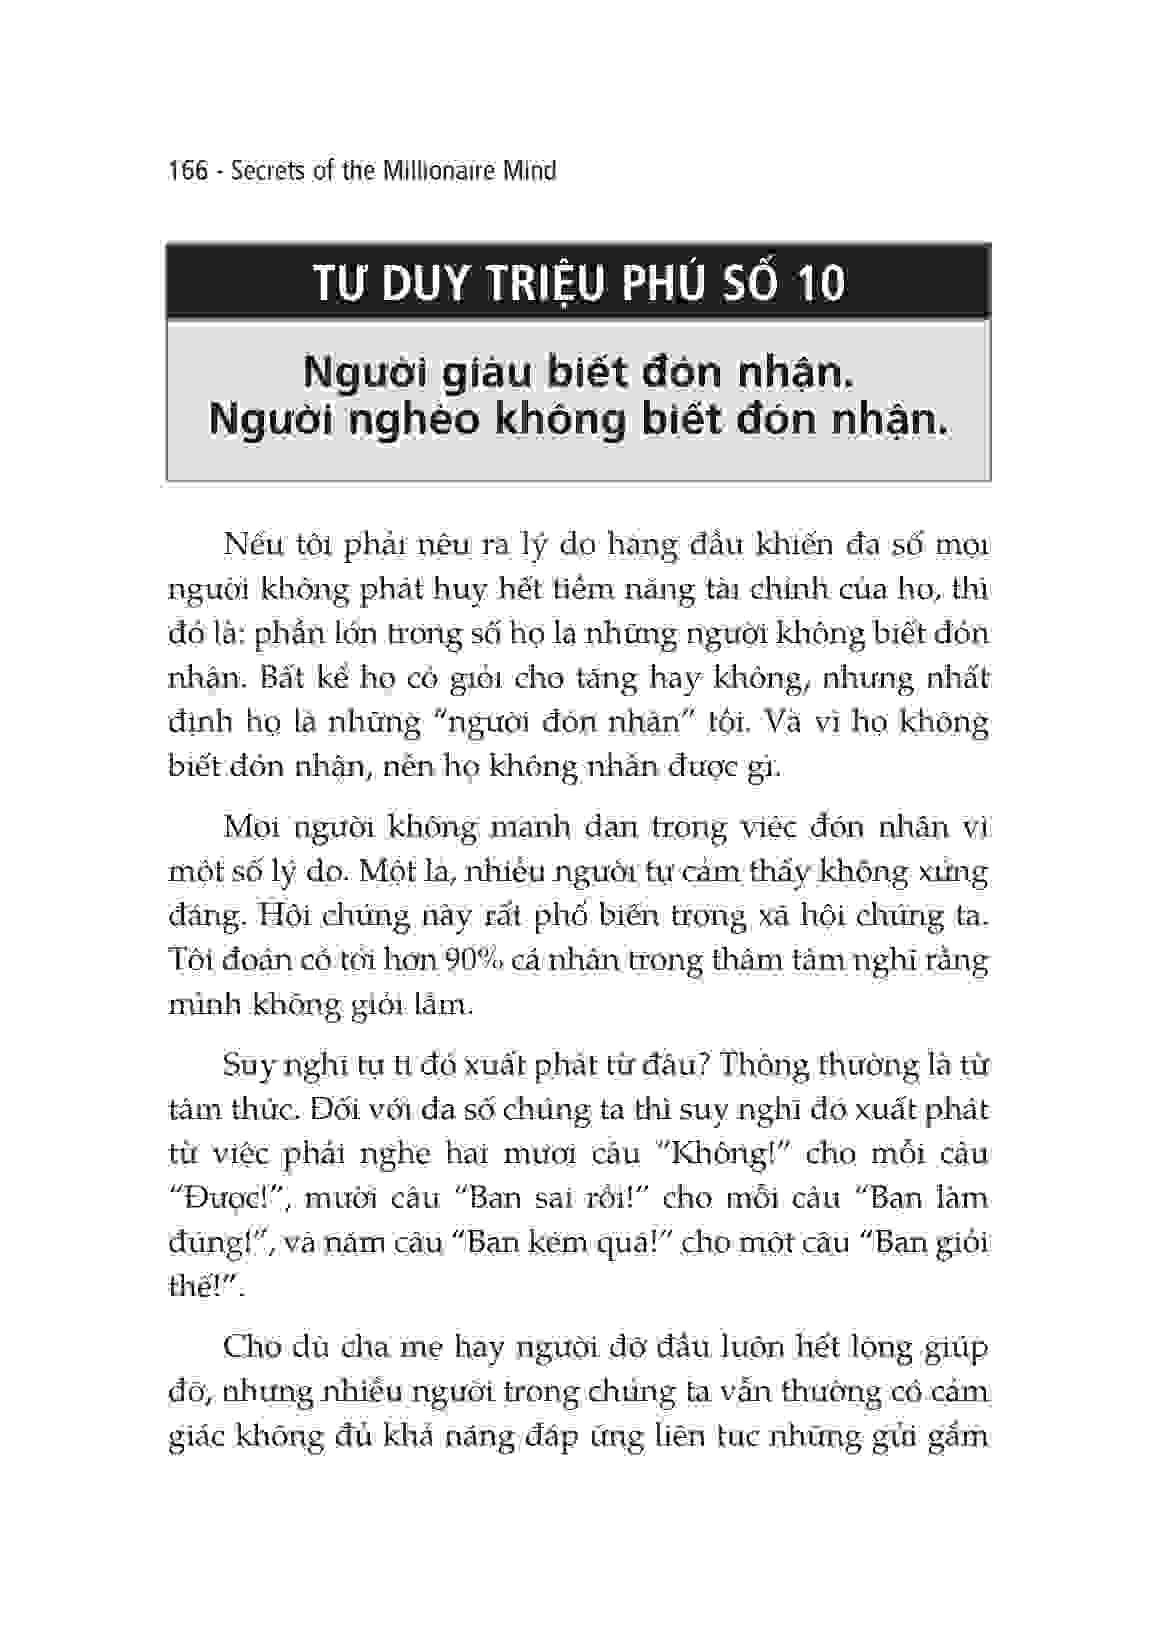 166 - Secrets of the Millionaire Mind
TƯ DUY TRIỆU PHÚ SỐ 10
Người giàu biết đón nhận.
Người nghèo không biết đón nhận.
Nếu tôi phải nêu ra lý do hàng đầu khiến đa số mọi
người không phát huy hết tiềm năng tài chính của họ, thì
đó là: phần lớn trong số họ là những người không biết đón
nhận. Bất kể họ có giỏi cho tặng hay không, nhưng nhất
định họ là những “người đón nhận” tồi. Và vì họ không
biết đón nhận, nên họ không nhận được gì.
Mọi người không mạnh dạn trong việc đón nhận vì
một số lý do. Một là, nhiều người tự cảm thấy không xứng
đáng. Hội chứng này rất phổ biến trong xã hội chúng ta.
Tôi đoán có tới hơn 90% cá nhân trong thâm tâm nghĩ rằng
mình không giỏi lắm.
Suy nghĩ tự ti đó xuất phát từ đâu? Thông thường là từ
tâm thức. Đối với đa số chúng ta thì suy nghĩ đó xuất phát
từ việc phải nghe hai mươi câu “Không!” cho mỗi câu
“Được!”, mười câu “Bạn sai rồi!” cho mỗi câu “Bạn làm
đúng!”, và năm câu “Bạn kém quá!” cho một câu “Bạn giỏi
thế!”.
Cho dù cha mẹ hay người đỡ đầu luôn hết lòng giúp
đỡ, nhưng nhiều người trong chúng ta vẫn thường có cảm
giác không đủ khả năng đáp ứng liên tục những gửi gắm